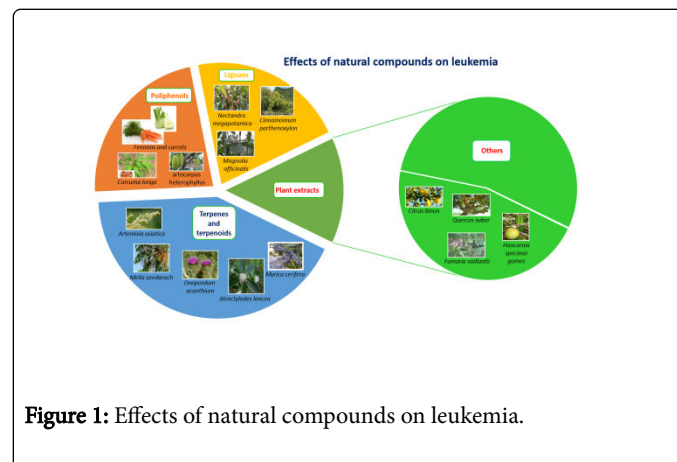 Effects of natural compounds on leukemia
Lignans
Nectandra
megapotamica
Cinnamomum
parthenoxylon
Magnolia
officinalis
Poliphenols
Fennom and carrots
Curcuma longa
artocarpus
heterophyllus
Plant extracts
Terpenes
and
terpenoids
Artemisia asiatica
Melia azedarach
Onopordum
acanthium
Atractylodes lancea
Myrica cerifera
Others
Citrus limon
Quercus suber
Fumaria vaillantii
Hancornia
speciosa
gomes
Figure 1: Effects of natural compounds on leukemia.